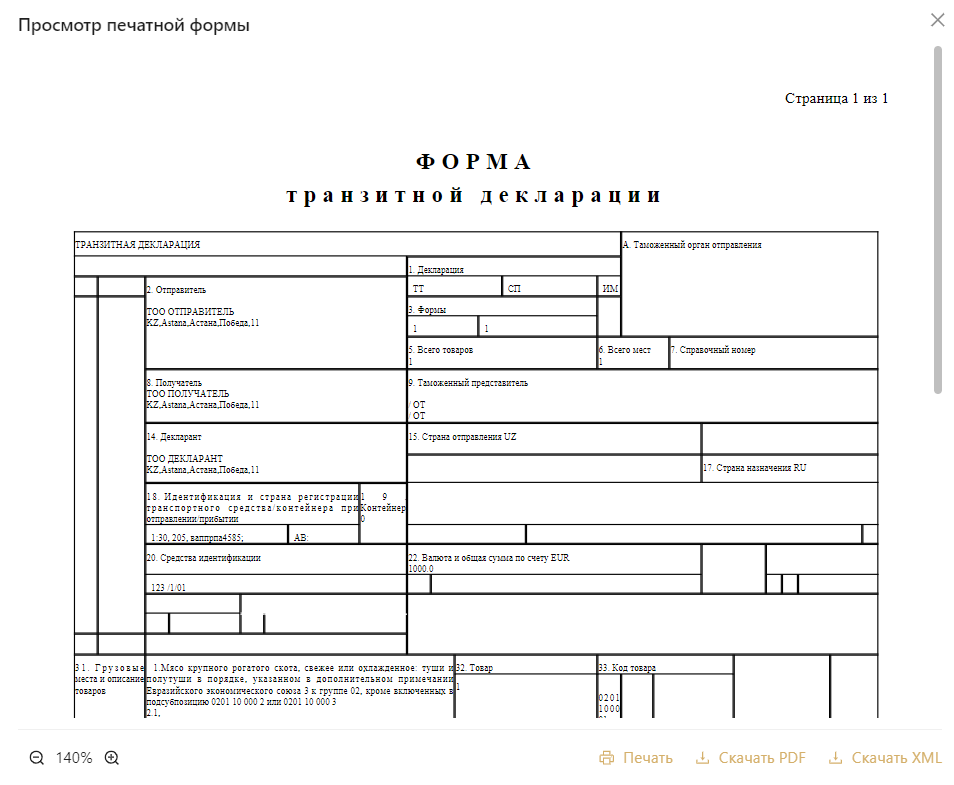 Просмотр печатной формы
Страница 1 из 1
ФОРМА
транзитной декларации
ТРАНЗИТНАЯ ДЕКЛАРАЦИЯ
А. Таможенный орган отправления
1. Декларация
2. Отправитель
ТТ
СП
ИМ
ТОО ОТПРАВИТЕЛЬ
KZ,Astana,Астана,Победа,11
3. Формы
1
1
5. Всего товаров
1
6. Всего мест
1
7. Справочный номер
8. Получатель
ТОО ПОЛУЧАТЕЛЬ
KZ,Astana,Астана,Победа,11
9. Таможенный представитель
/ ОТ
/ ОТ
14. Декларант
ТОО ДЕКЛАРАНТ
KZ,Astana,Астана,Победа,11
15. Страна отправления UZ
17. Страна назначения RU
18. Идентификация и страна регистрации
транспортного средства/контейнера при
отправлении/прибытии
1 9 .
Контейнер
0
1:30, 205, ваппрпа4585;
АВ:
20. Средства идентификации
22. Валюта и общая сумма по счету EUR
1000.0
123 /1/01
31. Грузовые
места и описание
товаров
1.Мясо крупного рогатого скота, свежее или охлажденное: туши и
полутуши в порядке, указанном в дополнительном примечании
Евразийского экономического союза 3 к группе 02, кроме включенных в
подсубпозицию 0201 10 000 2 или 0201 10 000 3
2.1,
32. Товар
1
33. Код товара
0201
1000
140%
Печать
Скачать PDF
Скачать XML